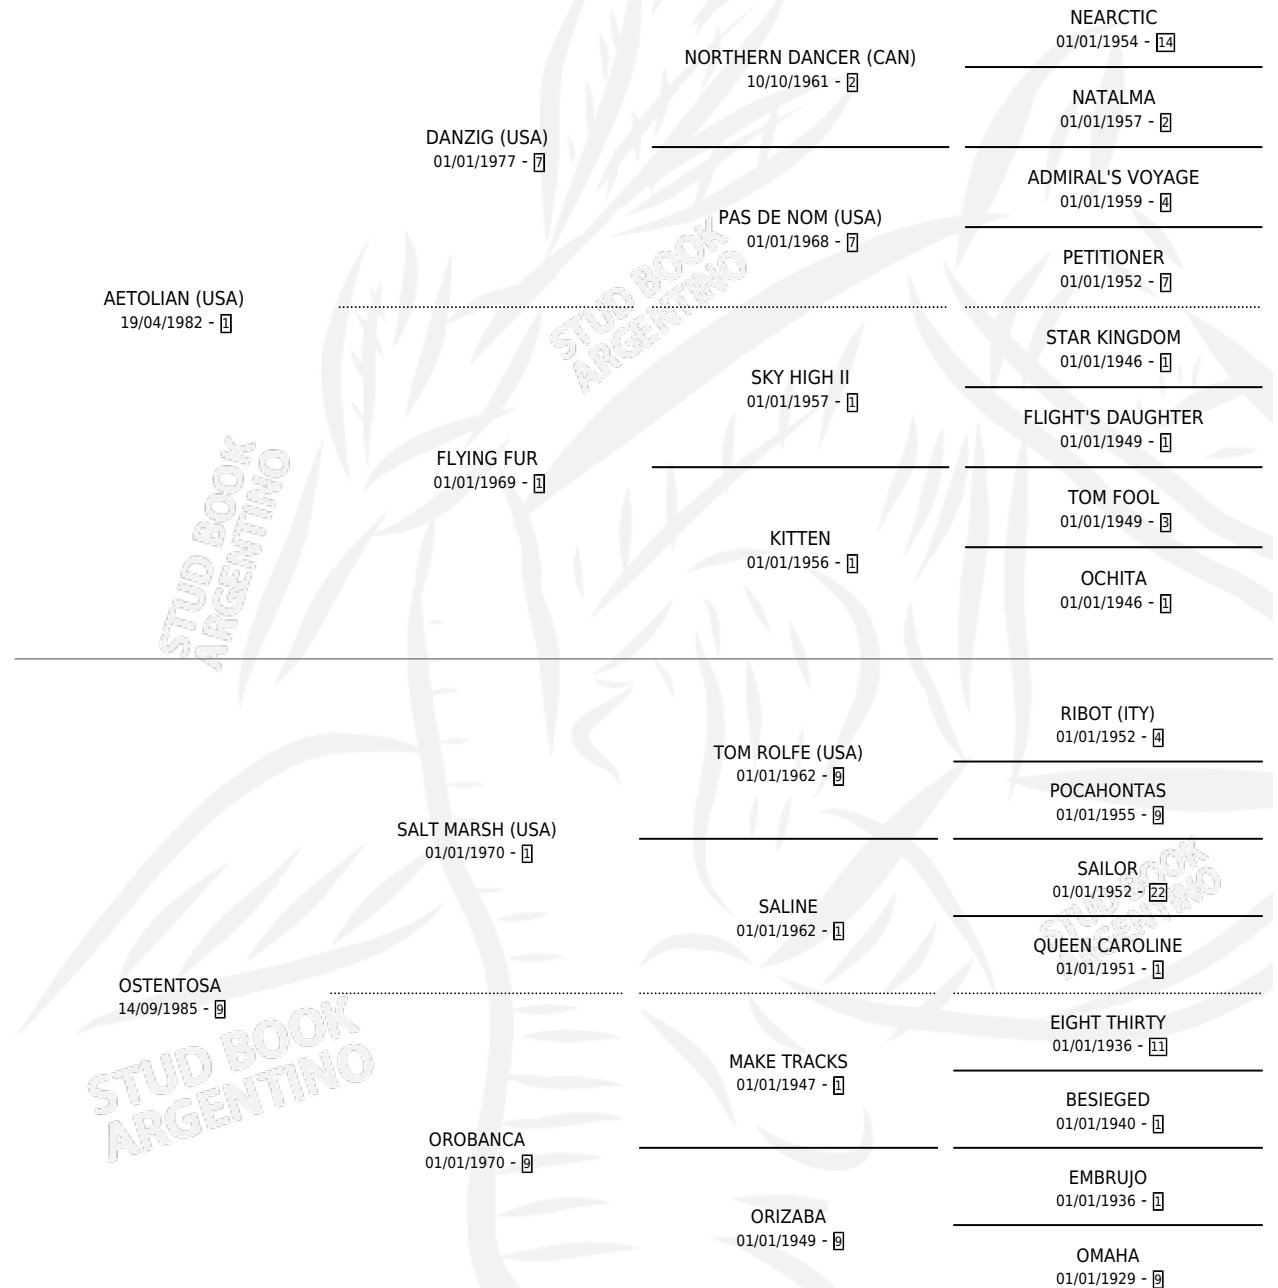 NEARCTIC
01/01/1954 - 14
NORTHERN DANCER (CAN)
10/10/1961 - 2
NATALMA
01/01/1957 - 2
DANZIG (USA)
01/01/1977 - 7
ADMIRAL'S VOYAGE
01/01/1959 - 4
PAS DE NOM (USA)
01/01/1968 - 7
PETITIONER
01/01/1952 - 7
AETOLIAN (USA)
19/04/1982 - 1
STAR KINGDOM
01/01/1946 - 1
SKY HIGH II
01/01/1957 - 1
FLIGHT'S DAUGHTER
01/01/1949 - 1
FLYING FUR
01/01/1969 - 1
TOM FOOL
01/01/1949 - 3
KITTEN
01/01/1956 - 1
OCHITA
01/01/1946 - 1
STUD BOOK
ARGENTINO
STUD BOOK
ARGENTINO
RIBOT (ITY)
01/01/1952 - 4
TOM ROLFE (USA)
01/01/1962 - 9
POCAHONTAS
01/01/1955 - 9
SALT MARSH (USA)
01/01/1970 - 1
SAILOR
01/01/1952 - 22
SALINE
01/01/1962 - 1
QUEEN CAROLINE
01/01/1951 - 1
OSTENTOSA
14/09/1985 - 9
EIGHT THIRTY
01/01/1936 - 11
MAKE TRACKS
01/01/1947 - 1
BESIEGED
01/01/1940 - 1
OROBANCA
01/01/1970 - 9
EMBRUJO
01/01/1936 - 1
ORIZABA
01/01/1949 - 9
OMAHA
01/01/1929 - 9
STUD BOOK
ARGENTINO
STUD BOOK
ARGENTINO